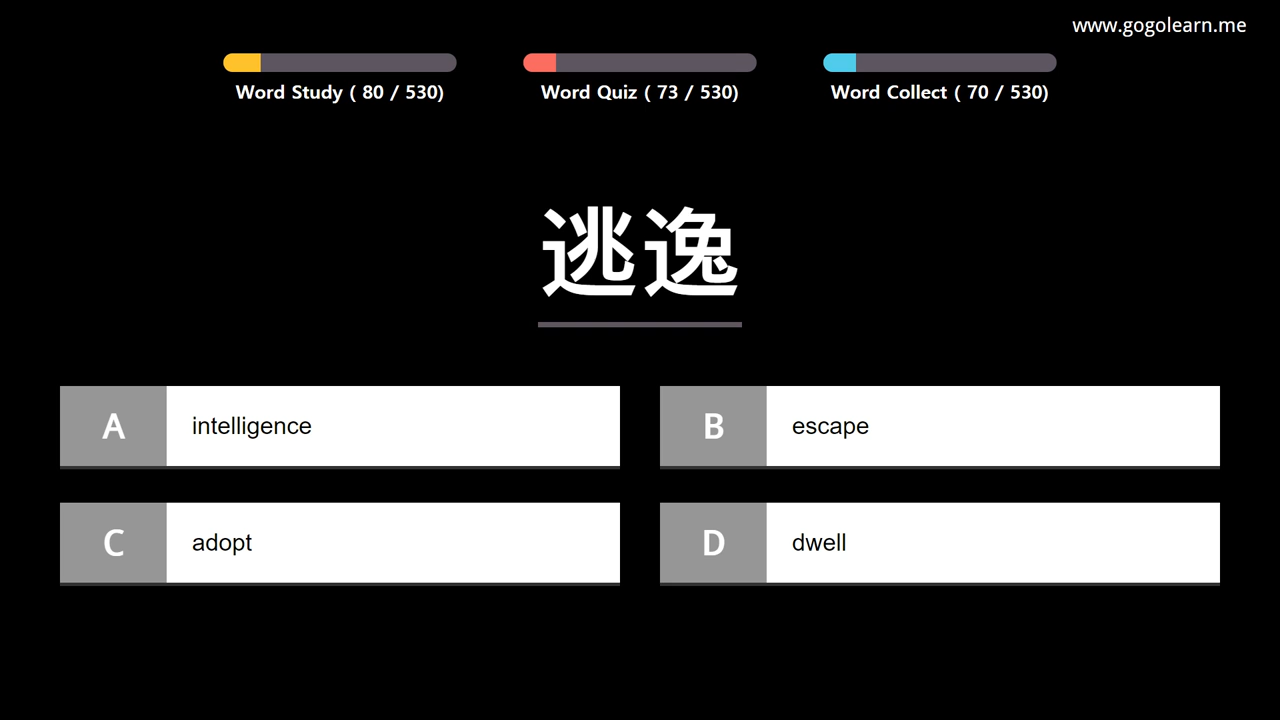 www.gogolearn.me
Word Study ( 80 / 530)
Word Quiz ( 73 / 530)
Word Collect ( 70 / 530)
逃逸
A intelligence
B escape
C adopt
D dwell